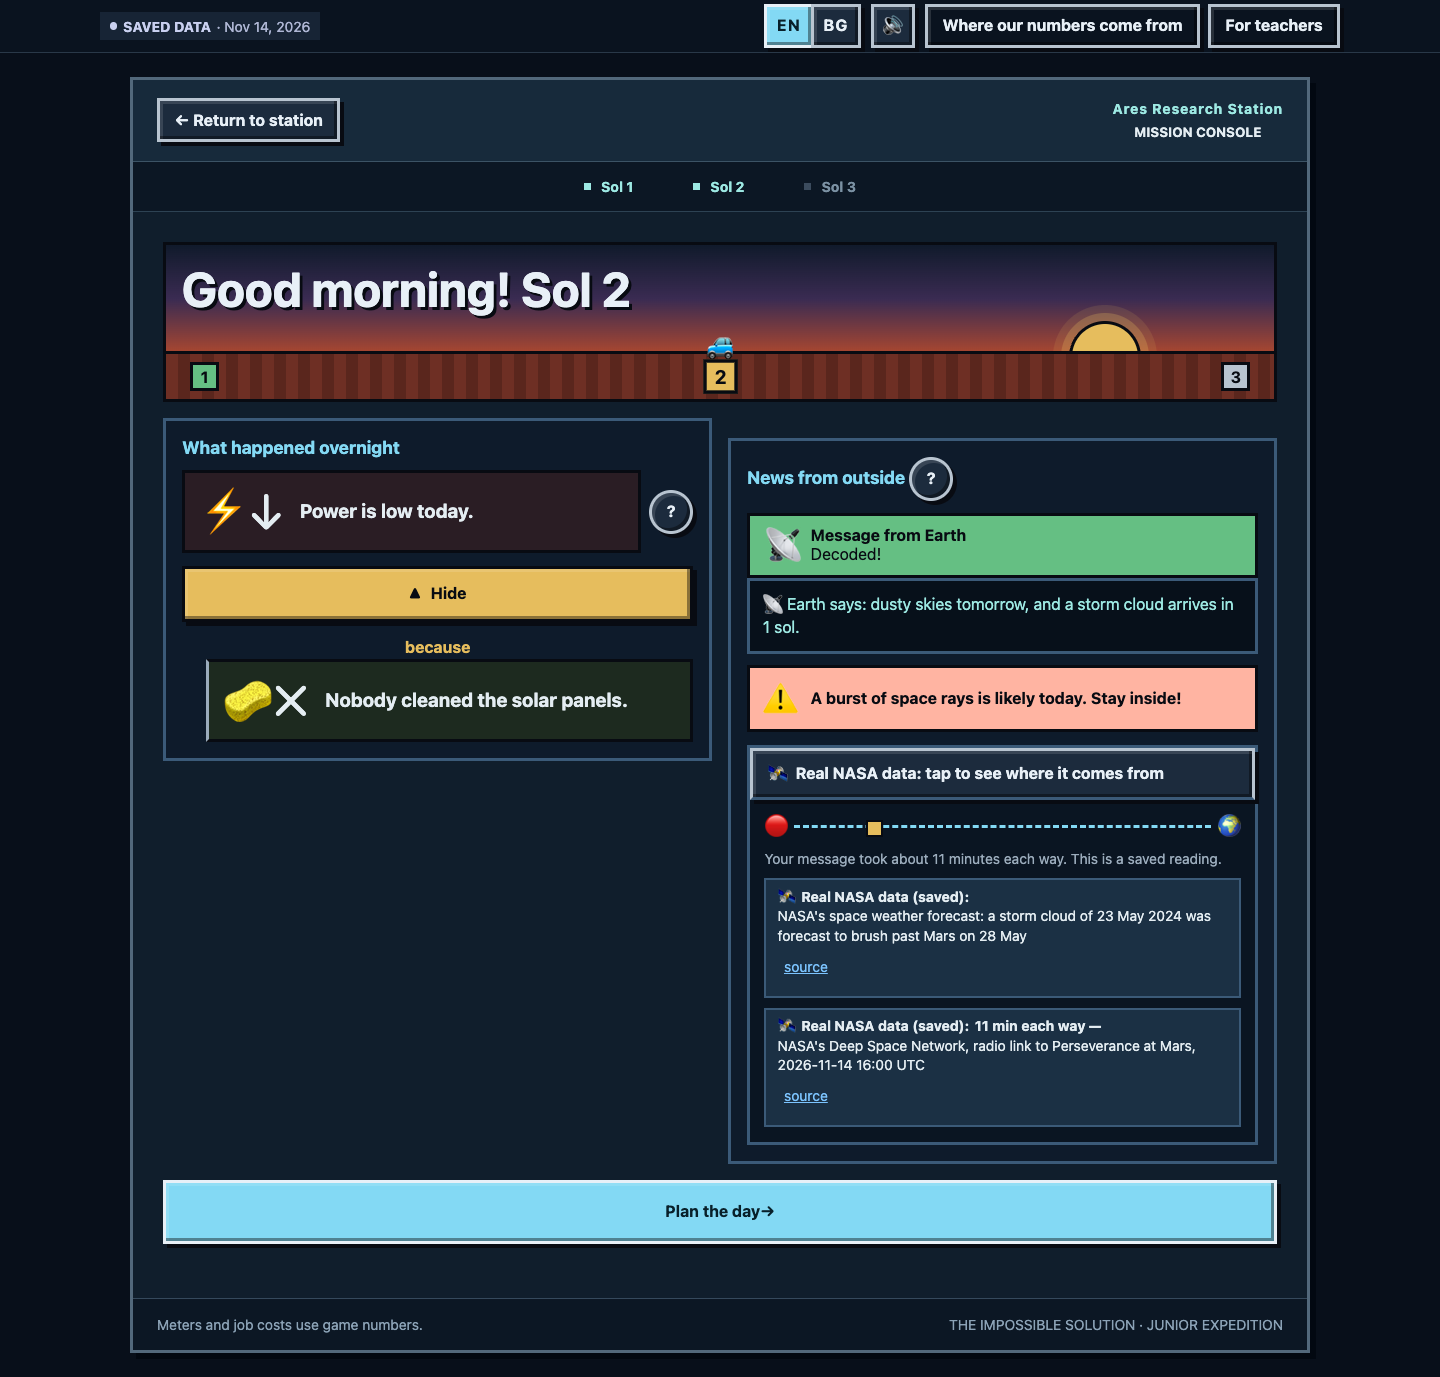 SAVED DATA · Nov 14, 2026
EN BG
Where our numbers come from
For teachers
← Return to station
Ares Research Station
MISSION CONSOLE
Sol 1
Sol 2
Sol 3
Good morning! Sol 2
1
2
3
What happened overnight
Power is low today.
?
▲ Hide
because
Nobody cleaned the solar panels.
News from outside ?
Message from Earth
Decoded!
Earth says: dusty skies tomorrow, and a storm cloud arrives in
1 sol.
A burst of space rays is likely today. Stay inside!
Real NASA data: tap to see where it comes from
Your message took about 11 minutes each way. This is a saved reading.
Real NASA data (saved):
NASA's space weather forecast: a storm cloud of 23 May 2024 was
forecast to brush past Mars on 28 May
source
Real NASA data (saved): 11 min each way —
NASA's Deep Space Network, radio link to Perseverance at Mars,
2026-11-14 16:00 UTC
source
Plan the day→
Meters and job costs use game numbers.
THE IMPOSSIBLE SOLUTION · JUNIOR EXPEDITION